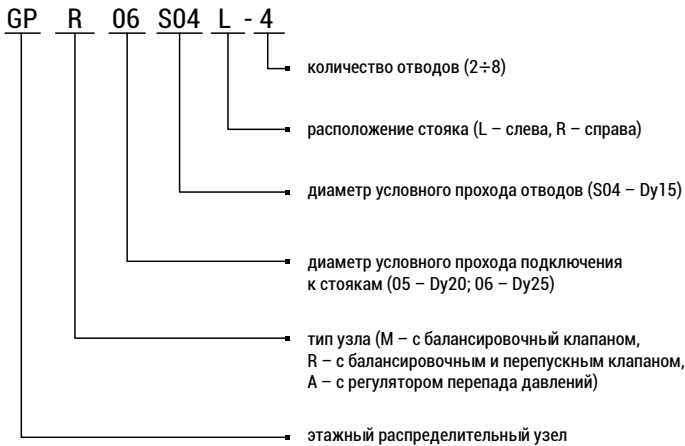 GP R 06 S04 L - 4
количество отводов (2÷8)
расположение стояка (L – слева, R – справа)
диаметр условного прохода отводов (S04 – Dy15)
диаметр условного прохода подключения
к стоякам (05 – Dy20; 06 – Dy25)
тип узла (M – с балансировочный клапаном,
R – с балансировочным и перепускным клапаном,
A – с регулятором перепада давлений)
этажный распределительный узел